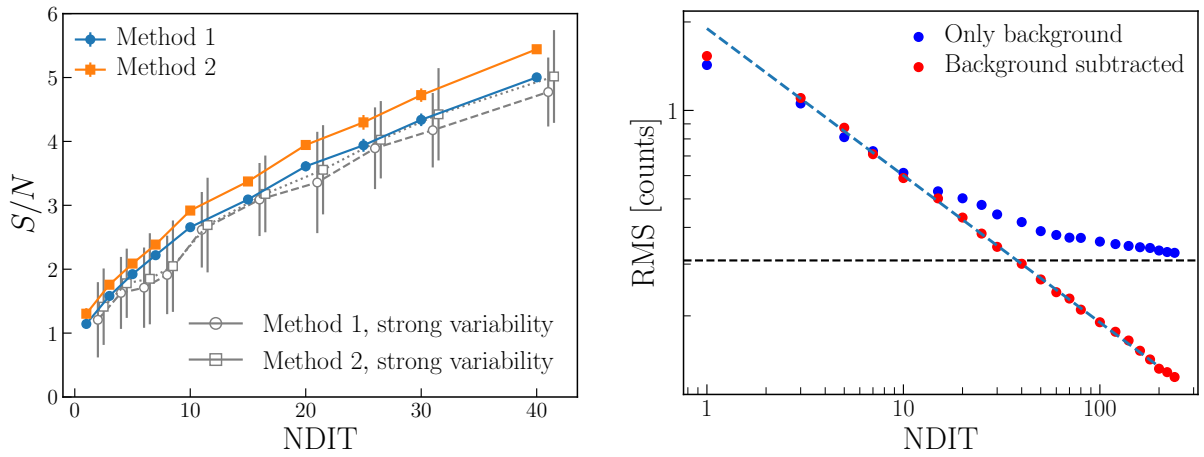 6
5
4
3
2
1
0
S/N
0
10
20
30
40
NDIT
Method 1
Method 2
Method 1, strong variability
Method 2, strong variability
1
RMS [counts]
1
10
100
NDIT
Only background
Background subtracted